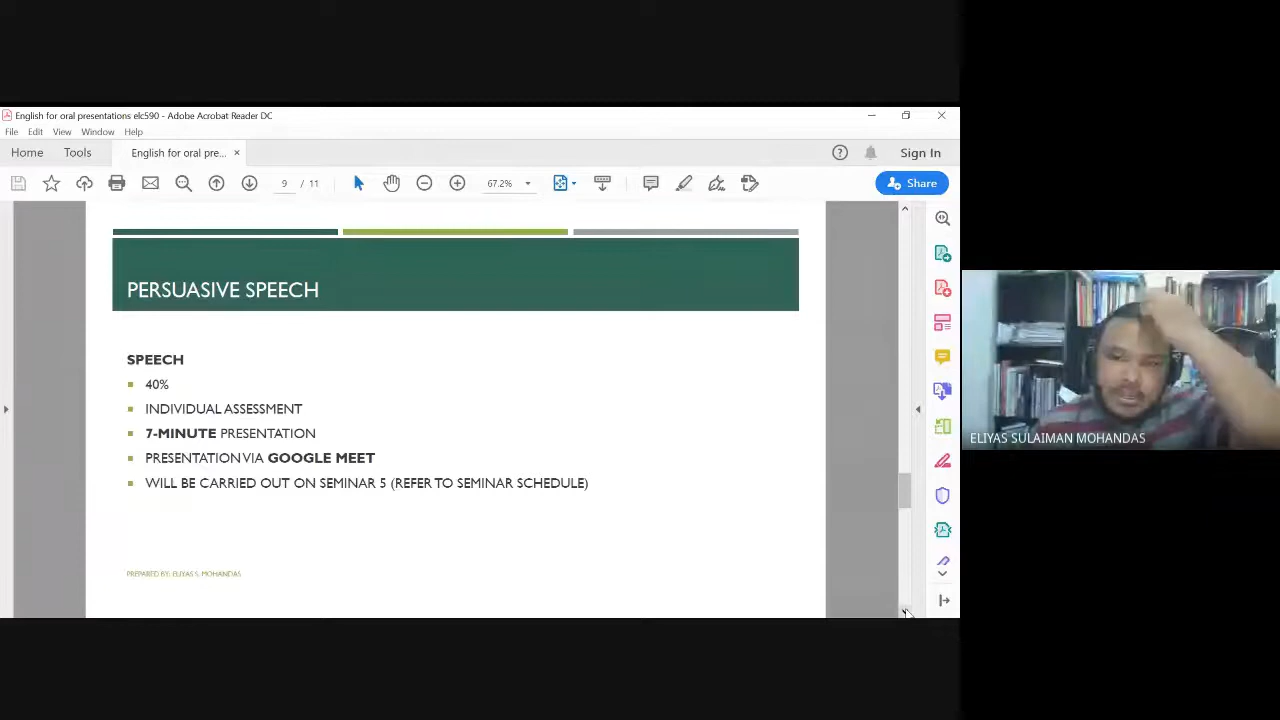 English for oral presentations elc590 - Adobe Acrobat Reader DC
File Edit View Window Help
Home Tools English for oral pre... × Sign In
9 / 11 67.2% Share
PERSUASIVE SPEECH
SPEECH
40%
INDIVIDUAL ASSESSMENT
7-MINUTE PRESENTATION
PRESENTATION VIA GOOGLE MEET
WILL BE CARRIED OUT ON SEMINAR 5 (REFER TO SEMINAR SCHEDULE)
PREPARED BY: ELIYAS S. MOHANDAS
ELIYAS SULAIMAN MOHANDAS